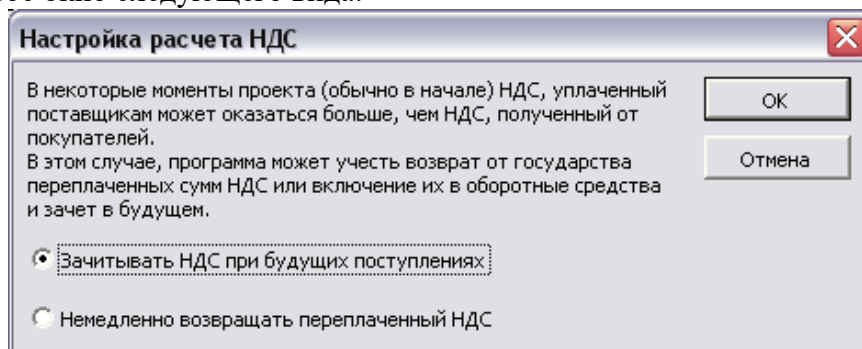 Настройка расчета НДС
В некоторые моменты проекта (обычно в начале) НДС, уплаченный
поставщикам может оказаться больше, чем НДС, полученный от
покупателей.
В этом случае, программа может учесть возврат от государства
переплаченных сумм НДС или включение их в оборотные средства
и зачет в будущем.
OK
Отмена
Зачитывать НДС при будущих поступлениях
Немедленно возвращать переплаченный НДС